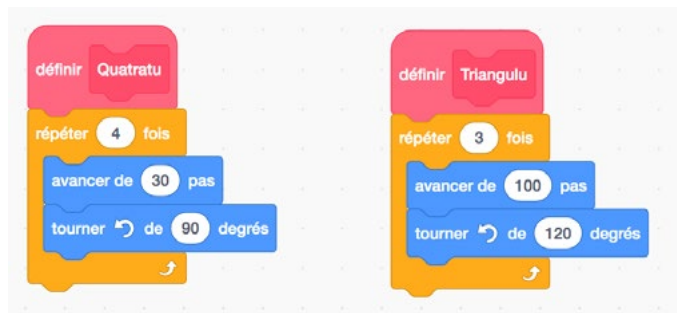 définir Quatratu
répéter 4 fois
avancer de 30 pas
tourner de 90 degrés
définir Triangulu
répéter 3 fois
avancer de 100 pas
tourner de 120 degrés